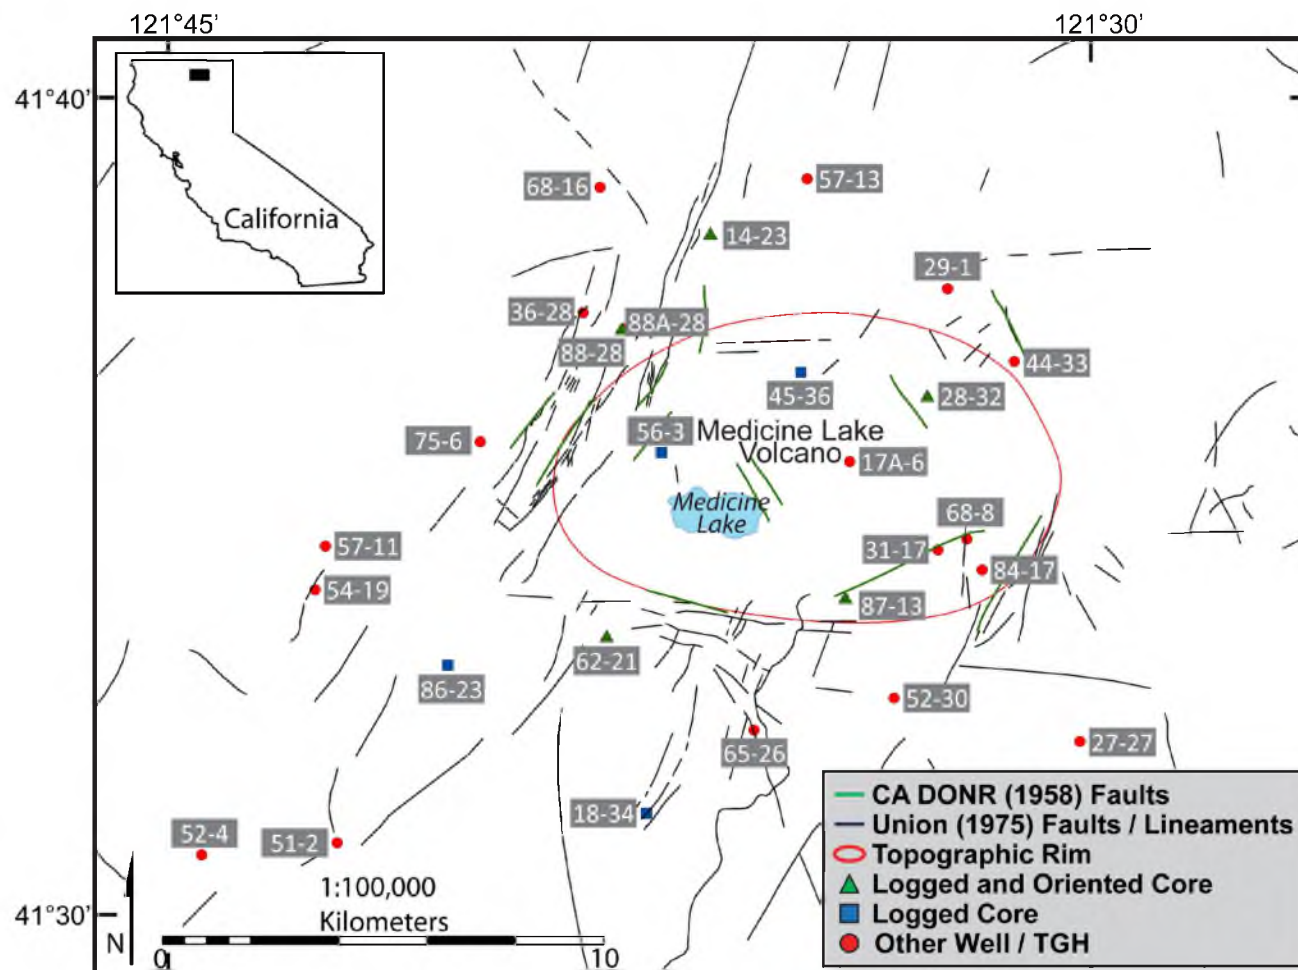 121°45'
121°30'
41°40'
California
68-16
57-13
14-23
29-1
36-28
88A-28
88-28
44-33
45-36
28-32
56-3
Medicine Lake
Volcano
75-6
17A-6
Medicine
Lake
68-8
57-11
31-17
54-19
84-17
87-13
62-21
86-23
52-30
65-26
27-27
18-34
52-4
51-2
CA DONR (1958) Faults
Union (1975) Faults / Lineaments
Topographic Rim
Logged and Oriented Core
Logged Core
Other Well / TGH
1:100,000
Kilometers
41°30'
N
0
10